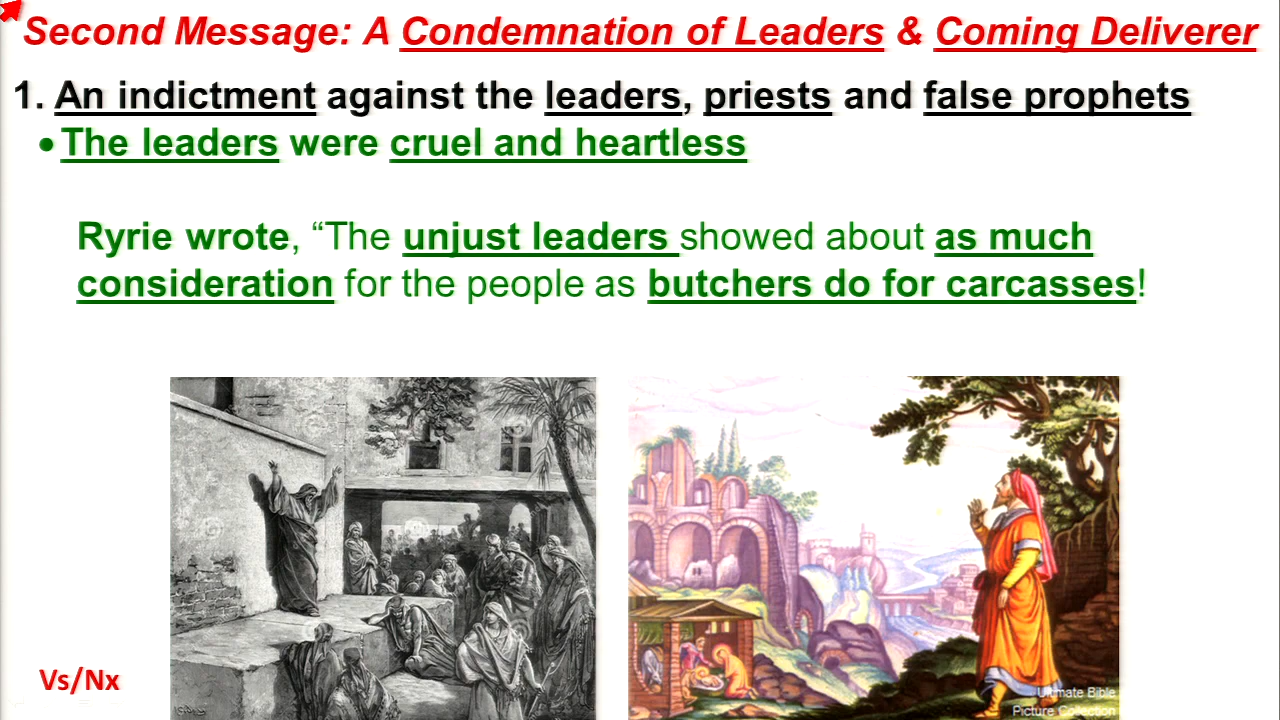 Second Message: A Condemnation of Leaders & Coming Deliverer
1. An indictment against the leaders, priests and false prophets
• The leaders were cruel and heartless
Ryrie wrote, “The unjust leaders showed about as much
consideration for the people as butchers do for carcasses!
Vs/Nx
Ultimate Bible
Picture Collection